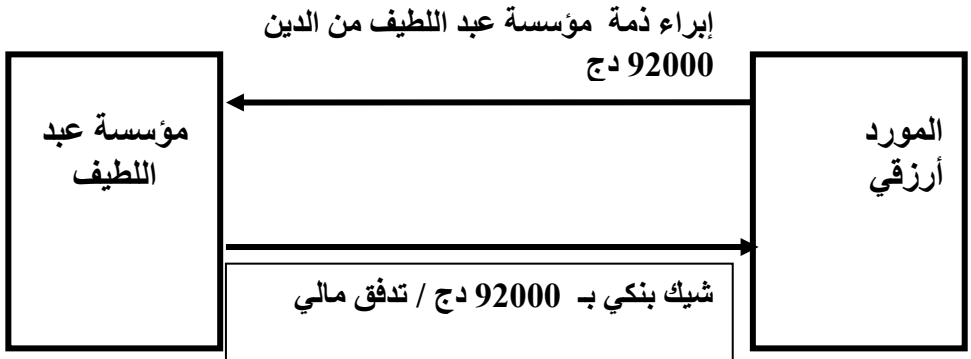 إبراء ذمة مؤسسة عبد اللطيف من الدين
92000 دج
المورد
أرزقي
مؤسسة عبد
اللطيف
شيك بنكي بـ 92000 دج / تدفق مالي